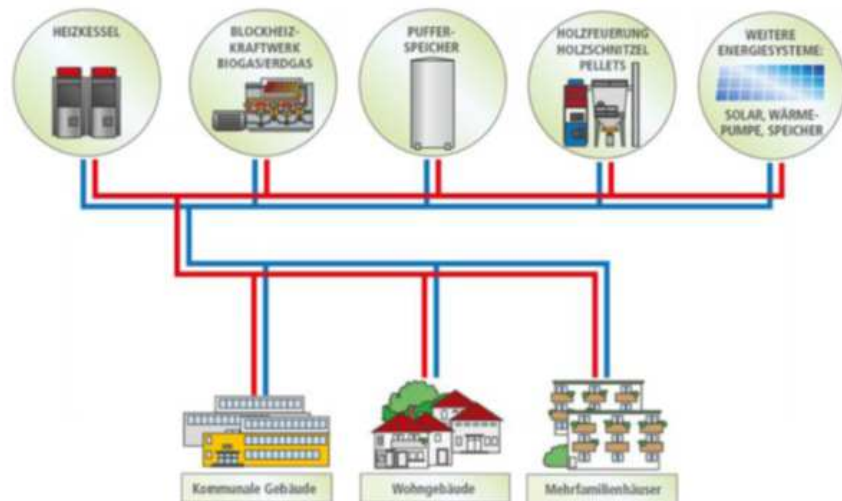 HEIZKESSEL
BLOCKHEIZ-
KRAFTWERK
BIOGAS/ERDGAS
PUFFER-
SPEICHER
HOLZFEUERUNG
HOLZSCHNITZEL
PELLETS
WEITERE
ENERGIESYSTEME:
SOLAR, WÄRME-
PUMPE, SPEICHER
Kommunale Gebäude
Wohngebäude
Mehrfamilienhäuser